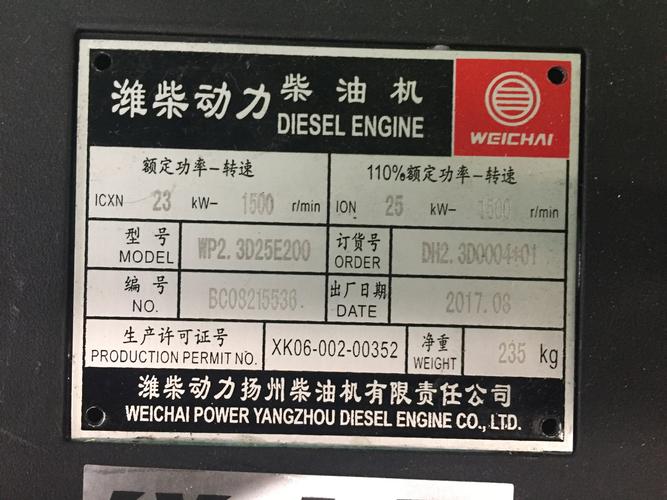 潍柴动力 柴油机
DIESEL ENGINE
WEICHAI
额定功率-转速
ICXN 23 kW- 1500 r/min
110%额定功率-转速
ION 25 kW- 1500 r/min
型号
MODEL WP2.3D25E200
订货号
ORDER DH2.3D0004*01
编号
NO. BC08215536
出厂日期
DATE 2017.08
生产许可证号
PRODUCTION PERMIT NO. XK06-002-00352
净重
WEIGHT 235 kg
潍柴动力扬州柴油机有限责任公司
WEICHAI POWER YANGZHOU DIESEL ENGINE CO., LTD.